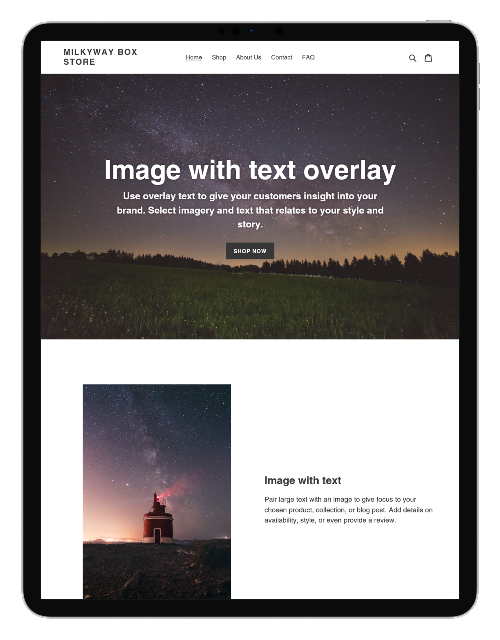 MILKYWAY BOX
STORE
Home Shop About Us Contact FAQ
Image with text overlay
Use overlay text to give your customers insight into your
brand. Select imagery and text that relates to your style and
story.
SHOP NOW
Image with text
Pair large text with an image to give focus to your
chosen product, collection, or blog post. Add details on
availability, style, or even provide a review.